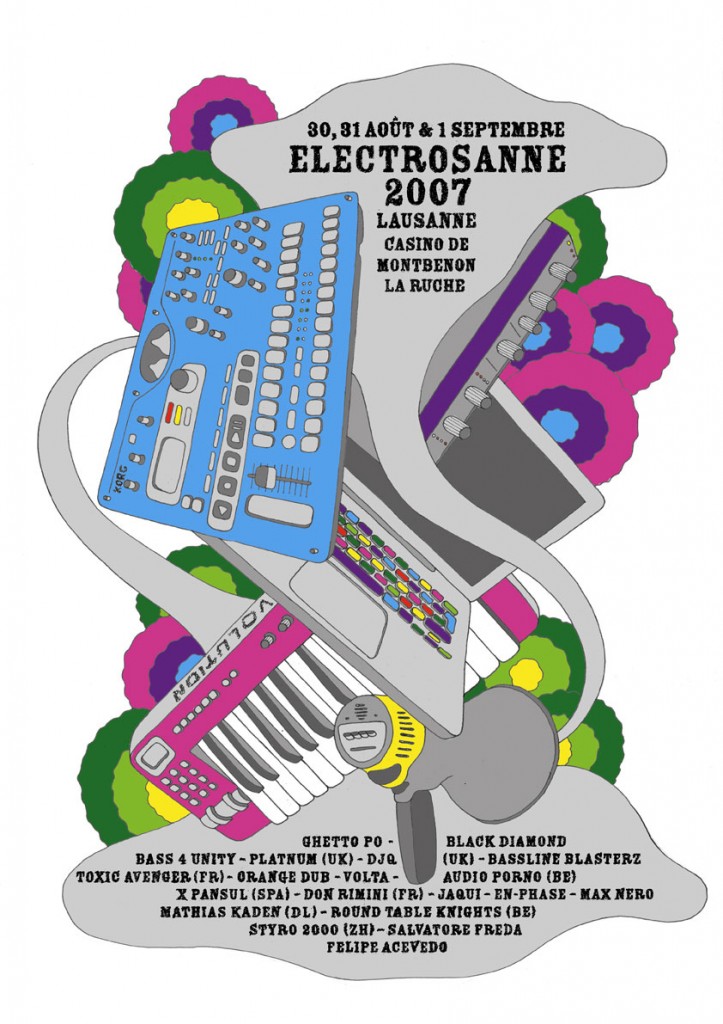 30, 31 AOÛT & 1 SEPTEMBRE
ELECTROSANNE
2007
LAUSANNE
CASINO DE
MONTBENON
LA RUCHE
KORG
VOLUTION
GHETTO PO - BLACK DIAMOND
BASS 4 UNITY - PLATNUM (UK) - DJQ (UK) - BASSLINE BLASTERZ
TOXIC AVENGER (FR) - ORANGE DUB - VOLTA - AUDIO PORNO (BE)
X PANSUL (SPA) - DON RIMINI (FR) - JAQUI - EN-PHASE - MAX NERO
MATHIAS KADEN (DL) - ROUND TABLE KNIGHTS (BE)
STYRO 2000 (ZH) - SALVATORE FREDA
FELIPE ACEVEDO